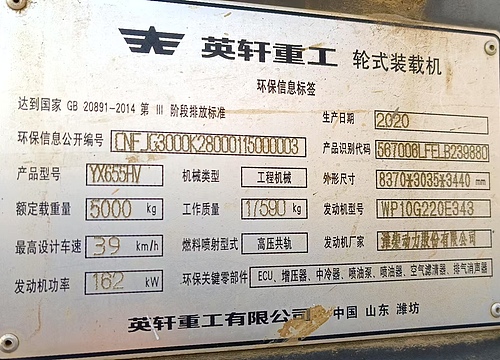 英轩重工 轮式装载机
环保信息标签
达到国家 GB 20891-2014 第 III 阶段排放标准
生产日期 2020
环保信息公开编号 CNFJG3000K28000115000003
产品识别代码 567006LFELB239880
产品型号 YX655HV 机械类型 工程机械 外形尺寸 8370*3035*3440 mm
额定载重量 5000 kg 工作质量 17590 kg 发动机型号 WP10G220E343
最高设计车速 39 km/h 燃料喷射型式 高压共轨 发动机厂家 潍柴动力股份有限公司
发动机功率 162 kW 环保关键零部件 ECU、增压器、中冷器、喷油泵、喷油器、空气滤清器、排气消声器
英轩重工有限公司 中国 山东 潍坊